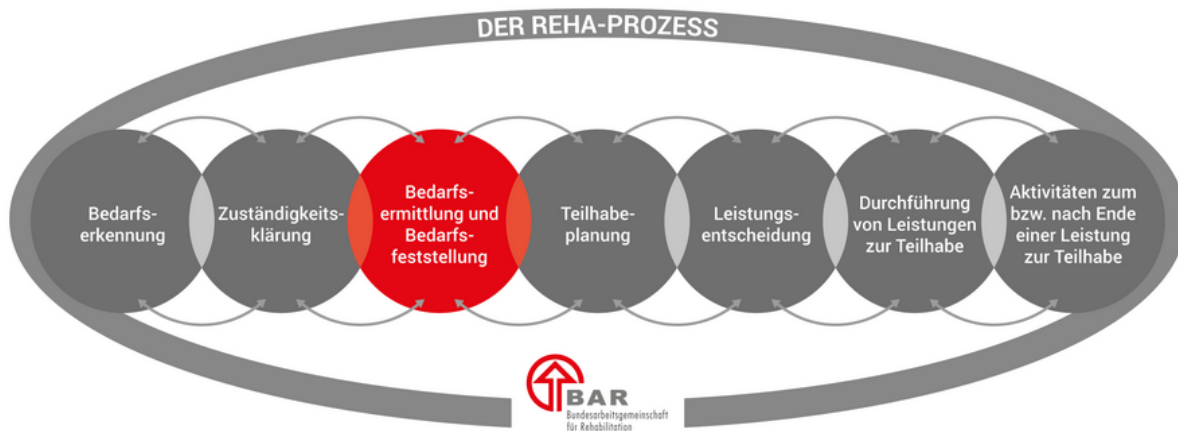 DER REHA-PROZESS
Bedarfs-
erkennung
Zuständigkeits-
klärung
Bedarfs-
ermittlung und
Bedarfs-
feststellung
Teilhabe-
planung
Leistungs-
entscheidung
Durchführung
von Leistungen
zur Teilhabe
Aktivitäten zum
bzw. nach Ende
einer Leistung
zur Teilhabe
BAR
Bundesarbeitsgemeinschaft
für Rehabilitation